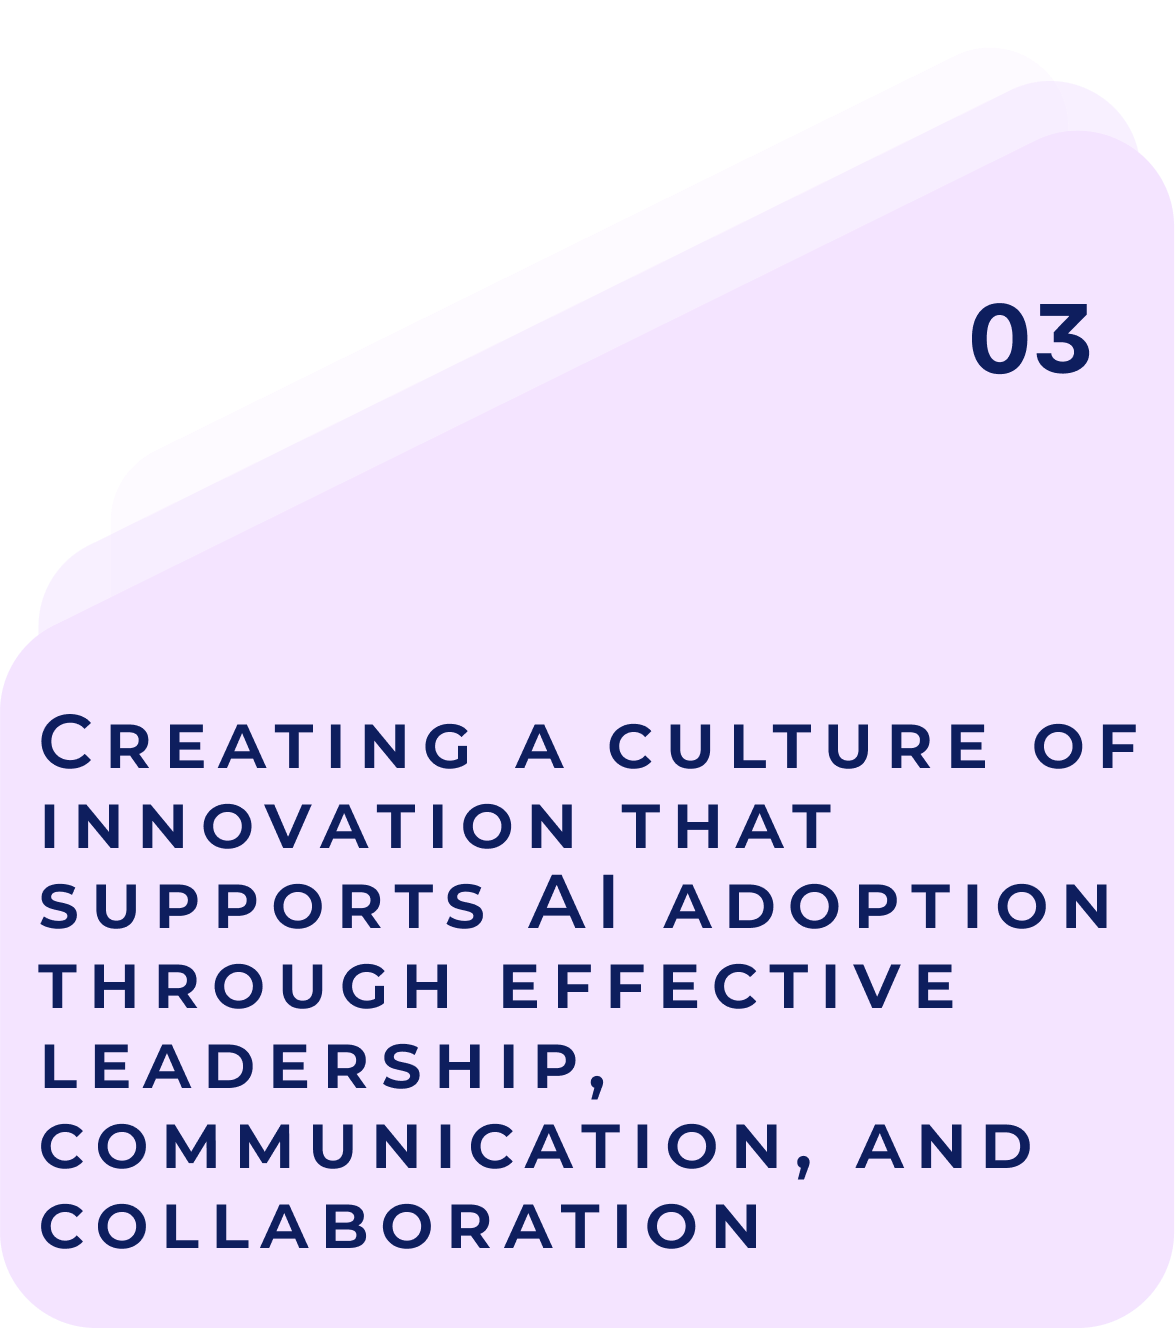 03
Creating a culture of
innovation that
supports AI adoption
through effective
leadership,
communication, and
collaboration